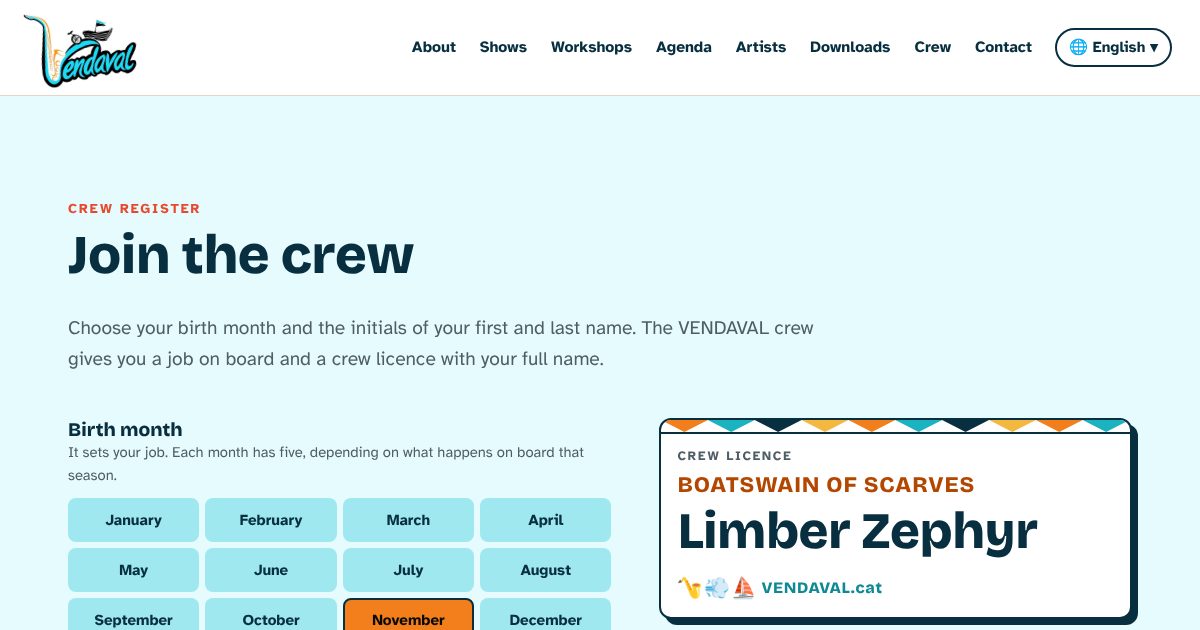 Vendaval
About Shows Workshops Agenda Artists Downloads Crew Contact English ▾
CREW REGISTER
Join the crew
Choose your birth month and the initials of your first and last name. The VENDAVAL crew
gives you a job on board and a crew licence with your full name.
Birth month
It sets your job. Each month has five, depending on what happens on board that
season.
January February March April
May June July August
September October November December
CREW LICENCE
BOATSWAIN OF SCARVES
Limber Zephyr
VENDAVAL.cat